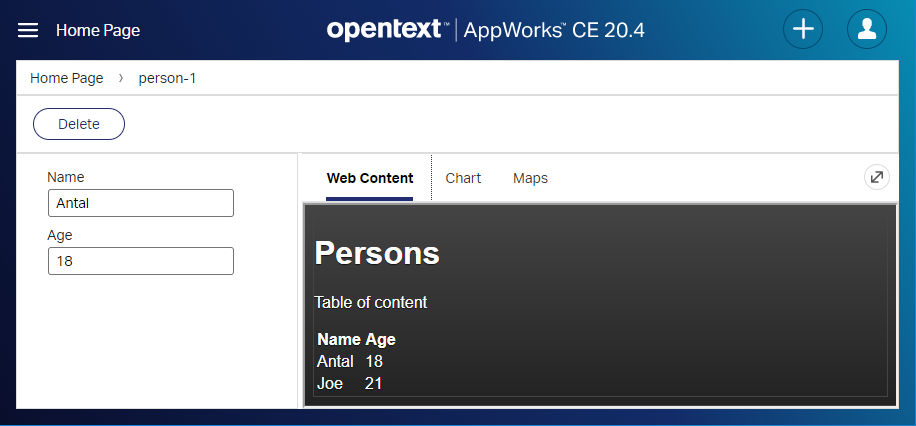 Home Page
opentext™ | AppWorks™ CE 20.4
Home Page › person-1
Delete
Name
Antal
Age
18
Web Content Chart Maps
Persons
Table of content
Name Age
Antal 18
Joe 21